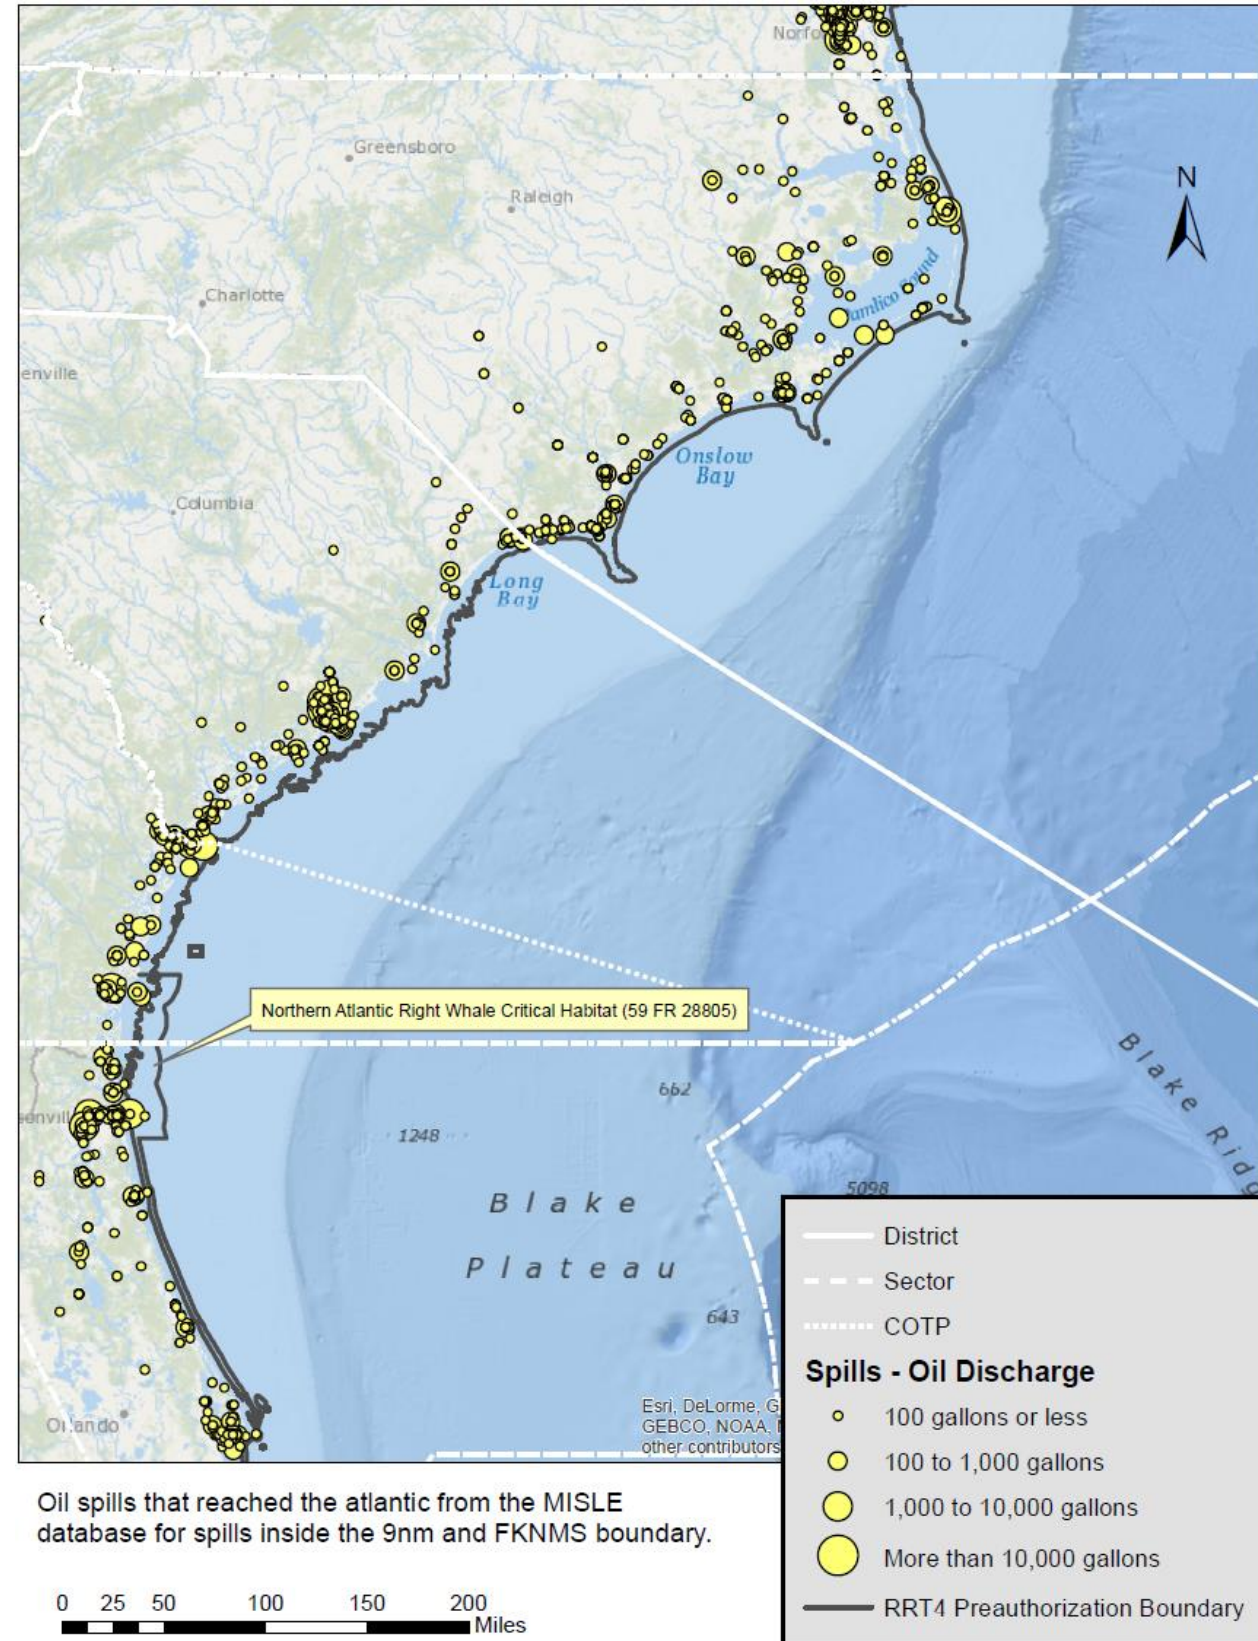 Norfo
N
Greensboro
Raleigh
Pamlico Sound
Charlotte
enville
Onslow
Bay
Columbia
Long
Bay
Northern Atlantic Right Whale Critical Habitat (59 FR 28805)
Blake Ridg
662
sonvill
1248
5098
Blake
Plateau
643
Orlando
Esri, DeLorme, G
GEBCO, NOAA,
other contributors
District
Sector
COTP
Spills - Oil Discharge
100 gallons or less
100 to 1,000 gallons
1,000 to 10,000 gallons
More than 10,000 gallons
RRT4 Preauthorization Boundary
Oil spills that reached the atlantic from the MISLE
database for spills inside the 9nm and FKNMS boundary.
0 25 50 100 150 200
Miles